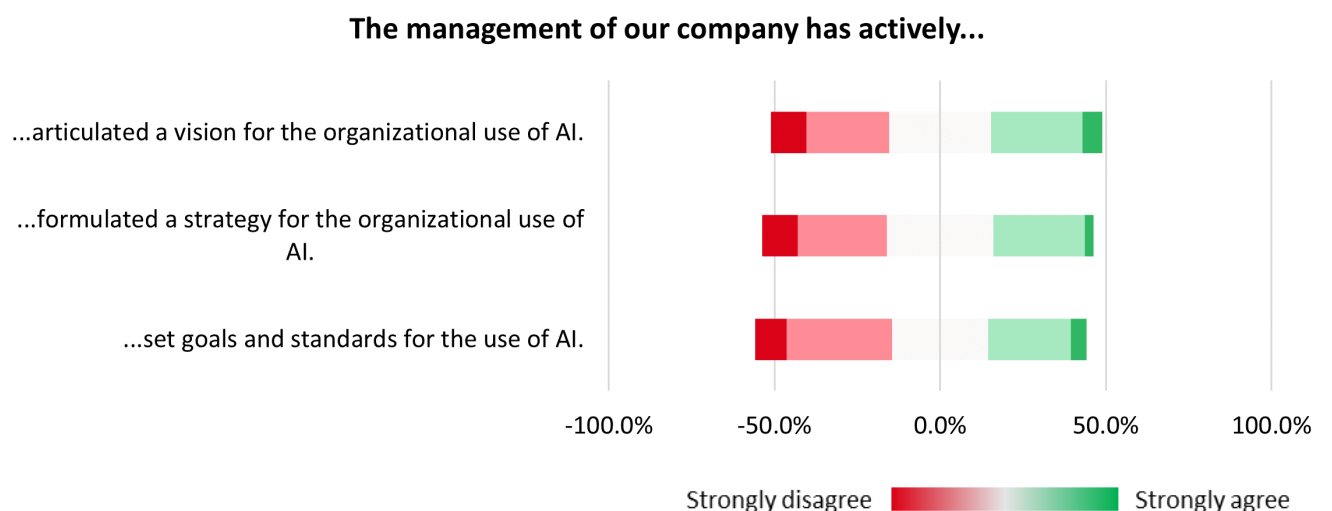 The management of our company has actively...
...articulated a vision for the organizational use of AI.
...formulated a strategy for the organizational use of
AI.
...set goals and standards for the use of AI.
-100.0%
-50.0%
0.0%
50.0%
100.0%
Strongly disagree
Strongly agree